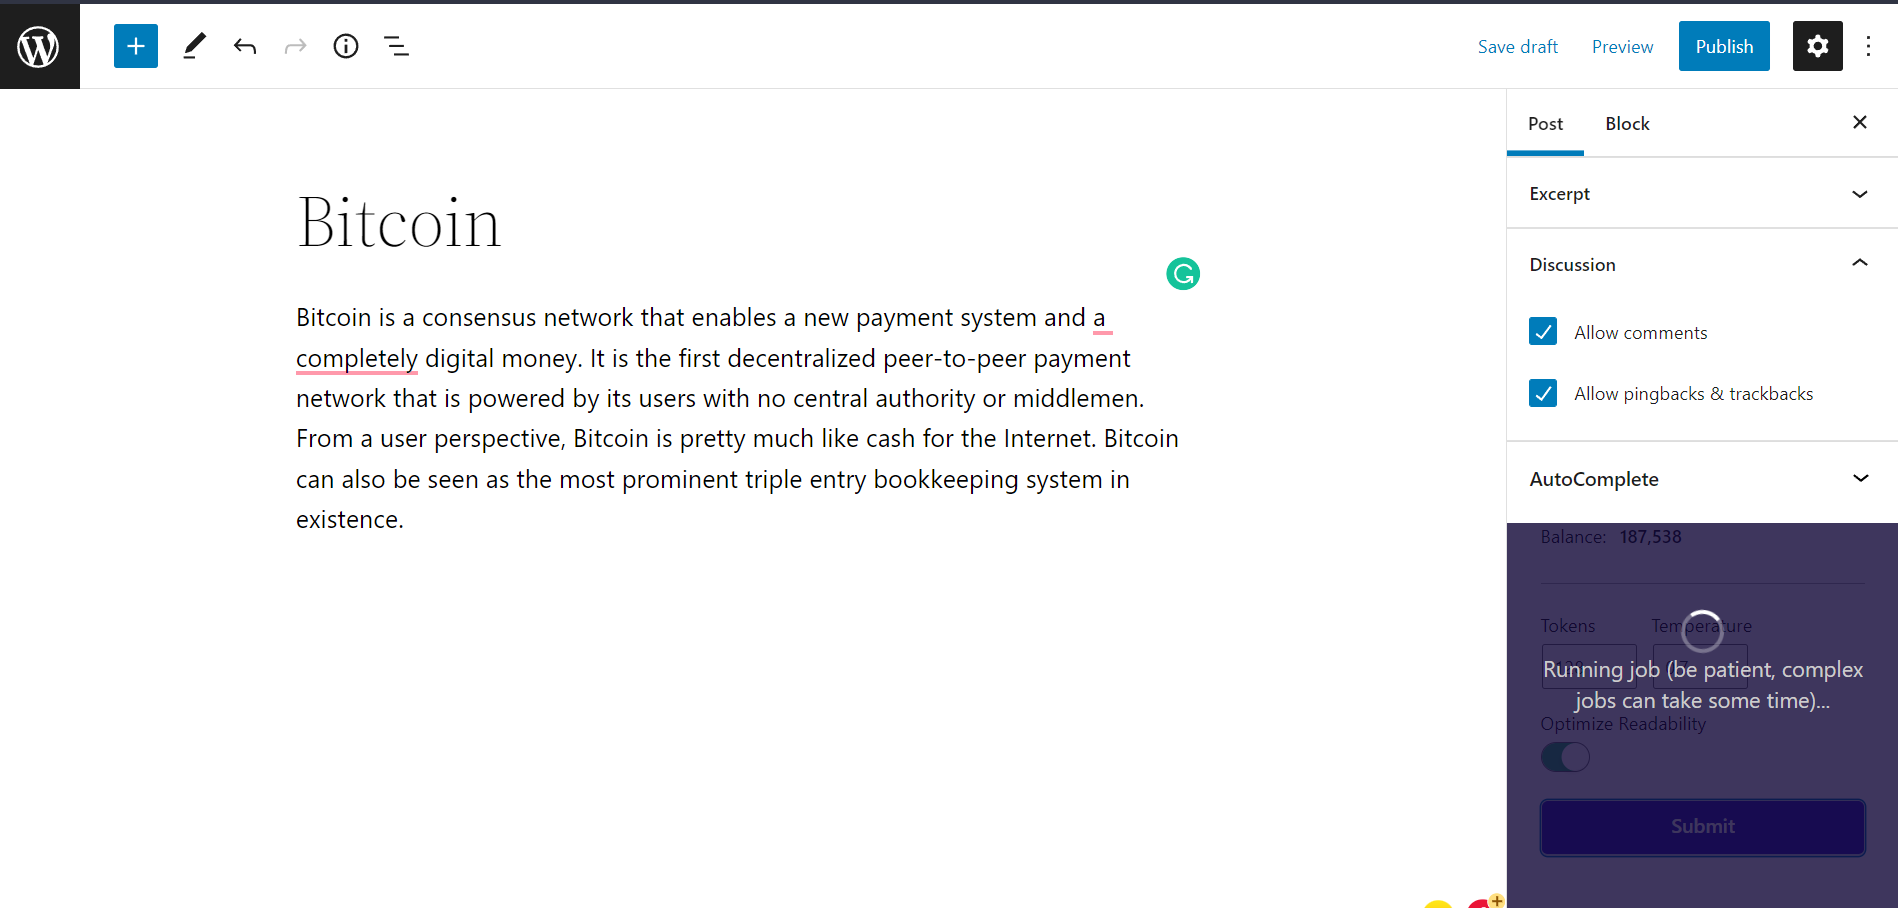 Save draft Preview Publish
Post Block
Excerpt
Discussion
Allow comments
Allow pingbacks & trackbacks
AutoComplete
Balance: 187,538
Tokens Temperature
Running job (be patient, complex
jobs can take some time)...
Optimize Readability
Submit
Bitcoin
Bitcoin is a consensus network that enables a new payment system and a
completely digital money. It is the first decentralized peer-to-peer payment
network that is powered by its users with no central authority or middlemen.
From a user perspective, Bitcoin is pretty much like cash for the Internet. Bitcoin
can also be seen as the most prominent triple entry bookkeeping system in
existence.